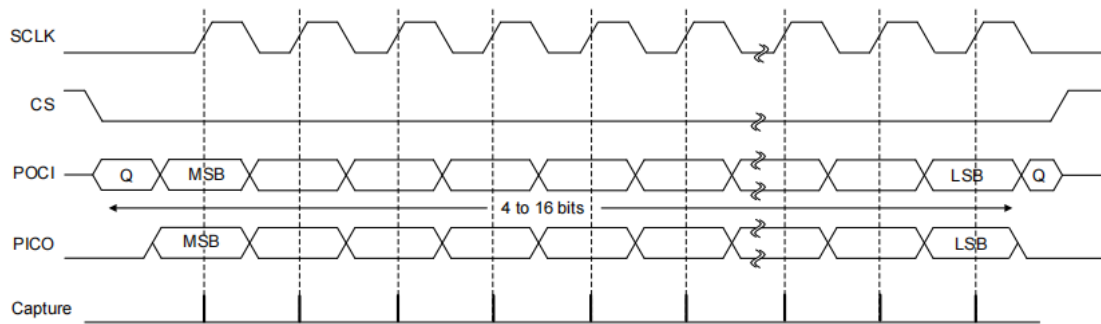 SCLK
CS
POCI Q MSB LSB Q
4 to 16 bits
PICO MSB LSB
Capture